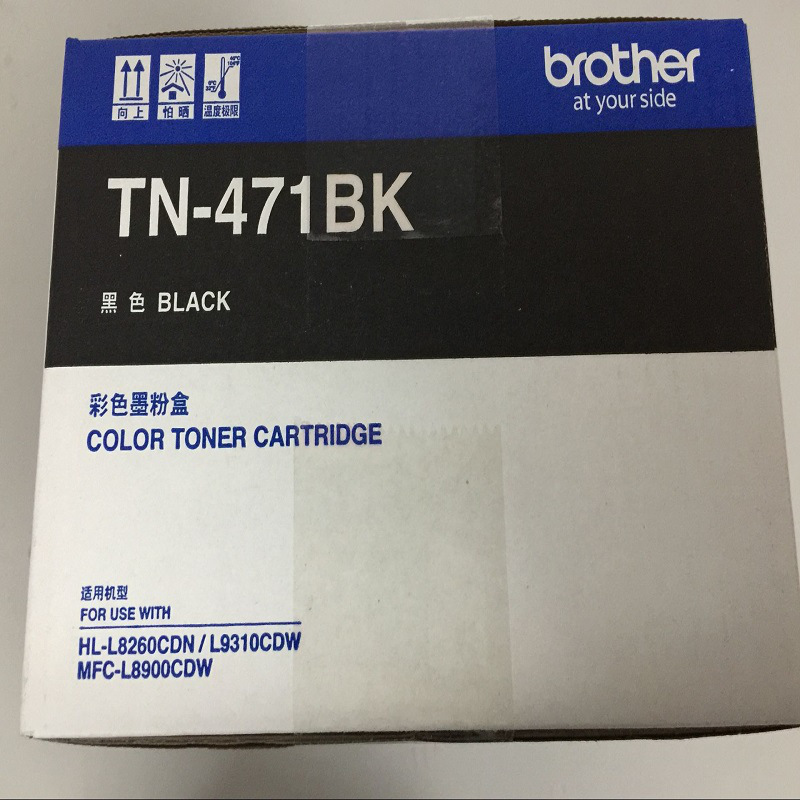 向上
怕晒
温度极限
brother
at your side
TN-471BK
黑色 BLACK
彩色墨粉盒
COLOR TONER CARTRIDGE
适用机型
FOR USE WITH
HL-L8260CDN / L9310CDW
MFC-L8900CDW